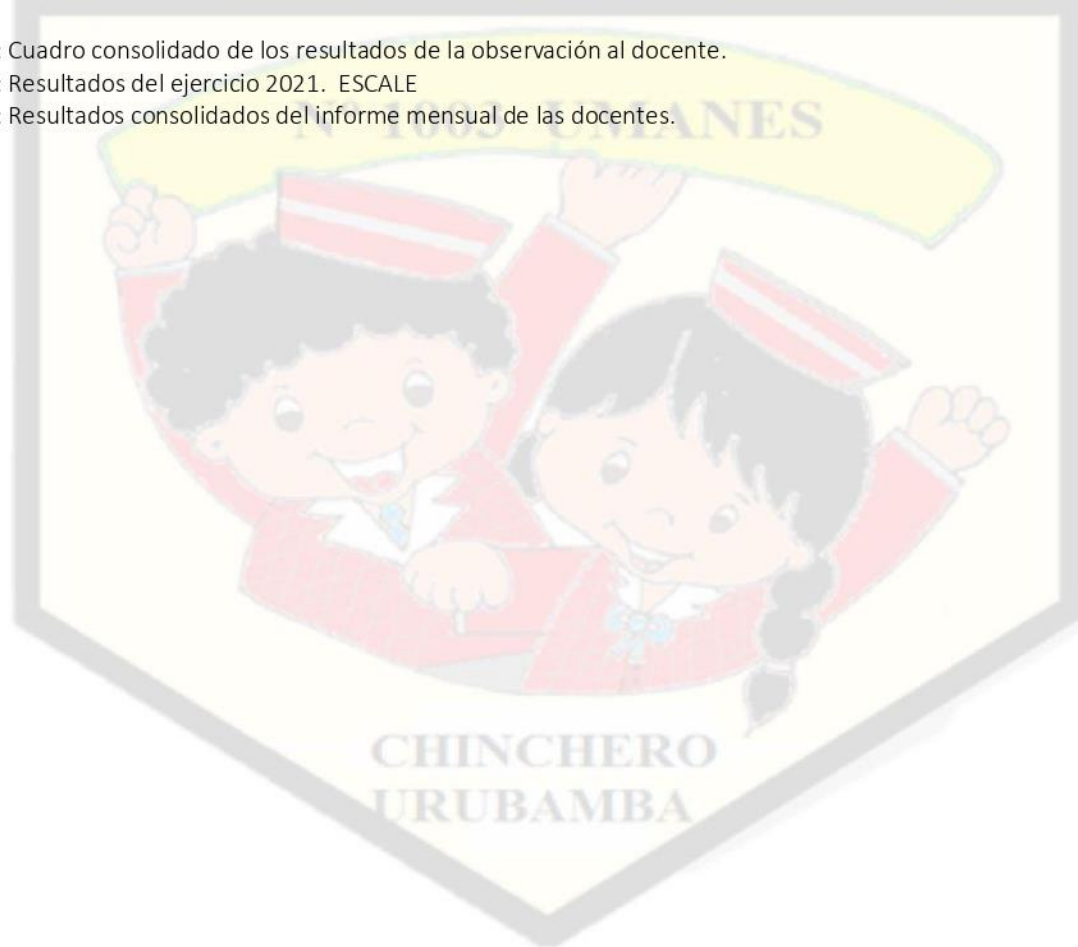 : Cuadro consolidado de los resultados de la observación al docente.
: Resultados del ejercicio 2021. ESCALE
: Resultados consolidados del informe mensual de las docentes.
N° 1003 UMANES
CHINCHERO
URUBAMBA